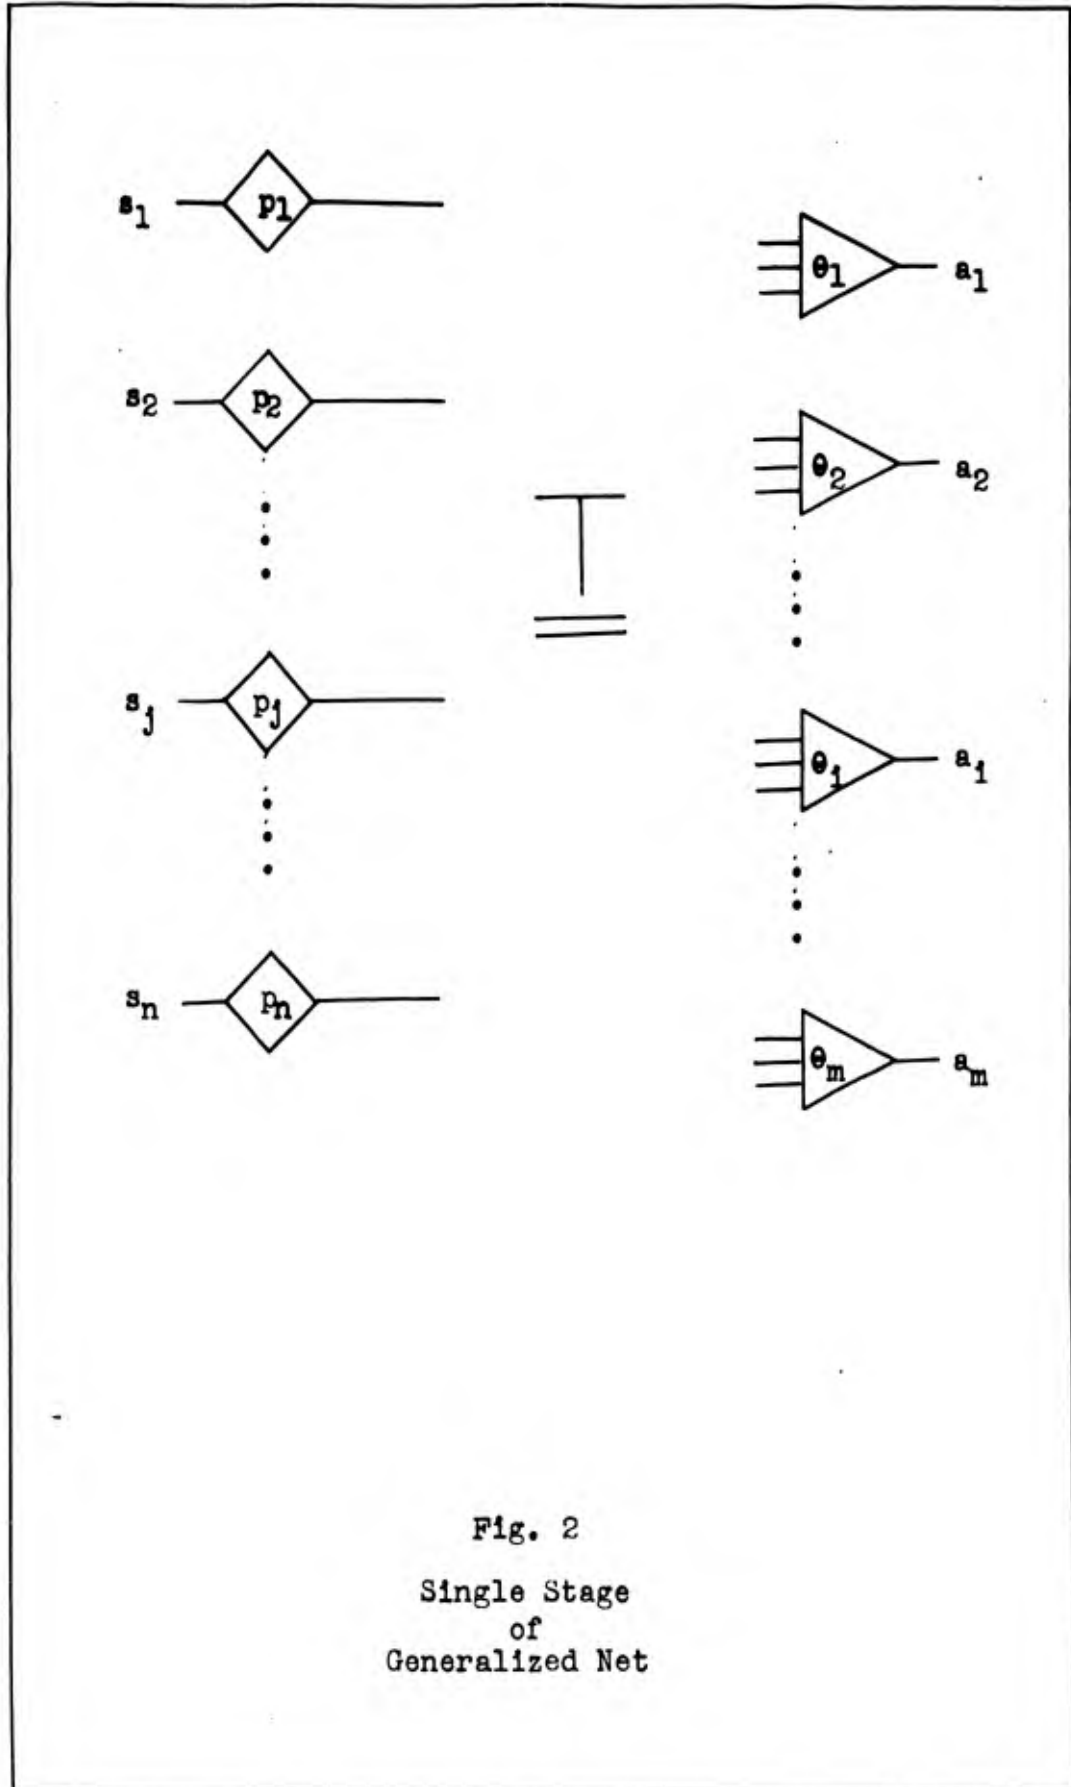 s1 p1
θ1 a1
s2 p2
θ2 a2
T
sj pj
θi ai
sn pn
θm am
Fig. 2
Single Stage
of
Generalized Net